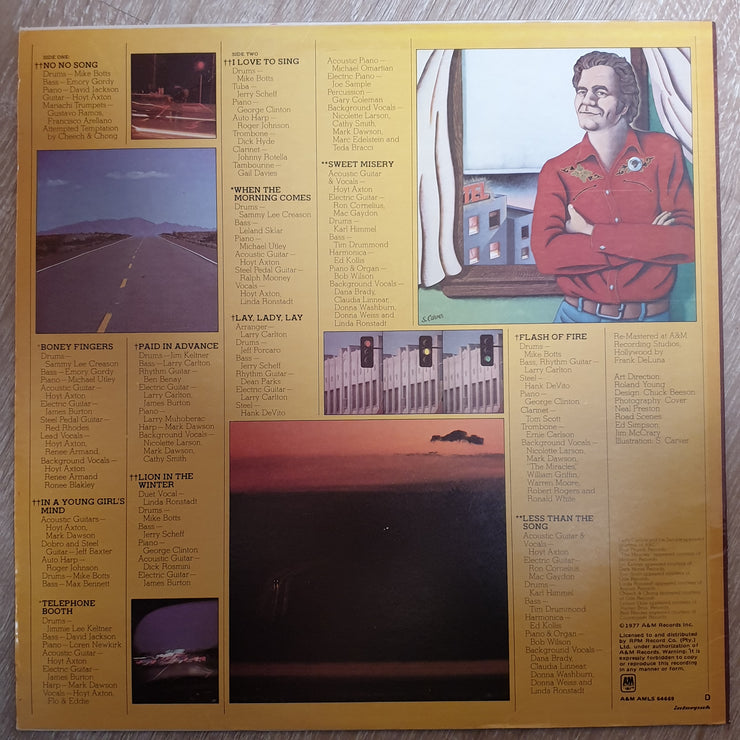 SIDE ONE:
††NO NO SONG
Drums—Mike Botts
Bass—Emory Gordy
Piano—David Jackson
Guitar—Hoyt Axton
Mariachi Trumpets—
Gustavo Ramos,
Francisco Arellano
Attempted Temptation
by Cheech & Chong
*BONEY FINGERS
Drums—
Sammy Lee Creason
Bass—Emory Gordy
Piano—Michael Utley
Acoustic Guitar—
Hoyt Axton
Electric Guitar—
James Burton
Steel Pedal Guitar—
Red Rhodes
Lead Vocals—
Hoyt Axton,
Renee Armand
Background Vocals—
Hoyt Axton
Renee Armand
Ronee Blakley
††IN A YOUNG GIRL'S
MIND
Acoustic Guitars—
Hoyt Axton,
Mark Dawson
Dobro and Steel
Guitar—Jeff Baxter
Auto Harp—
Roger Johnson
Drums—Mike Botts
Bass—Max Bennett
*TELEPHONE
BOOTH
Drums—
Jimmie Lee Keltner
Bass—David Jackson
Piano—Loren Newkirk
Acoustic Guitar—
Hoyt Axton
Electric Guitar—
James Burton
Harp—Mark Dawson
Vocals—Hoyt Axton,
Flo & Eddie
†PAID IN ADVANCE
Drums—Jim Keltner
Bass—Larry Carlton
Rhythm Guitar—
Ben Benay
Electric Guitar—
Larry Carlton,
James Burton
Piano—
Larry Muhoberac
Harp—Mark Dawson
Background Vocals—
Nicolette Larson,
Mark Dawson,
Cathy Smith
††LION IN THE
WINTER
Duet Vocal—
Linda Ronstadt
Drums—
Mike Botts
Bass—
Jerry Scheff
Piano—
George Clinton
Acoustic Guitar—
Dick Rosmini
Electric Guitar—
James Burton
SIDE TWO
††I LOVE TO SING
Drums—
Mike Botts
Tuba—
Jerry Scheff
Piano—
George Clinton
Auto Harp—
Roger Johnson
Trombone—
Dick Hyde
Clarinet—
Johnny Rotella
Tambourine—
Gail Davies
*WHEN THE
MORNING COMES
Drums—
Sammy Lee Creason
Bass—
Leland Sklar
Piano—
Michael Utley
Acoustic Guitar—
Hoyt Axton
Steel Pedal Guitar—
Ralph Mooney
Vocals—
Hoyt Axton,
Linda Ronstadt
†LAY, LADY, LAY
Arranger—
Larry Carlton
Drums—
Jeff Porcaro
Bass—
Jerry Scheff
Rhythm Guitar—
Dean Parks
Electric Guitar—
Larry Carlton
Steel—
Hank DeVito
Acoustic Piano—
Michael Omartian
Electric Piano—
Joe Sample
Percussion—
Gary Coleman
Background Vocals—
Nicolette Larson,
Cathy Smith,
Mark Dawson,
Marc Edelstein and
Teda Bracci
**SWEET MISERY
Acoustic Guitar
& Vocals—
Hoyt Axton
Electric Guitar—
Ron Cornelius,
Mac Gaydon
Drums—
Karl Himmel
Bass—
Tim Drummond
Harmonica—
Ed Kollis
Piano & Organ—
Bob Wilson
Background Vocals—
Dana Brady,
Claudia Linnear,
Donna Washburn,
Donna Weiss and
Linda Ronstadt
TEL
S. Carver
†FLASH OF FIRE
Drums—
Mike Botts
Bass, Rhythm Guitar—
Larry Carlton
Steel—
Hank DeVito
Piano—
George Clinton
Clarinet—
Tom Scott
Trombone—
Ernie Carlson
Background Vocals—
Nicolette Larson,
Mark Dawson,
"The Miracles",
William Griffin,
Warren Moore,
Robert Rogers and
Ronald White
**LESS THAN THE
SONG
Acoustic Guitar &
Vocals—
Hoyt Axton
Electric Guitar—
Ron Cornelius,
Mac Gaydon
Drums—
Karl Himmel
Bass—
Tim Drummond
Harmonica—
Ed Kollis
Piano & Organ—
Bob Wilson
Background Vocals—
Dana Brady,
Claudia Linnear,
Donna Washburn,
Donna Weiss and
Linda Ronstadt
Re-Mastered at A&M
Recording Studios,
Hollywood by
Frank DeLuna
Art Direction:
Roland Young
Design: Chuck Beeson
Photography: Cover
Neal Preston
Road Scenes
Ed Simpson,
Jim McCrary
Illustration: S. Carver
©1977 A&M Records Inc.
Licensed to and distributed
by RPM Record Co. (Pty.)
Ltd. under authorization of
A&M Records. Warning: It is
expressly forbidden to copy
or reproduce this recording
in any manner or form.
AM
A&M AMLS 64669
D
interpak